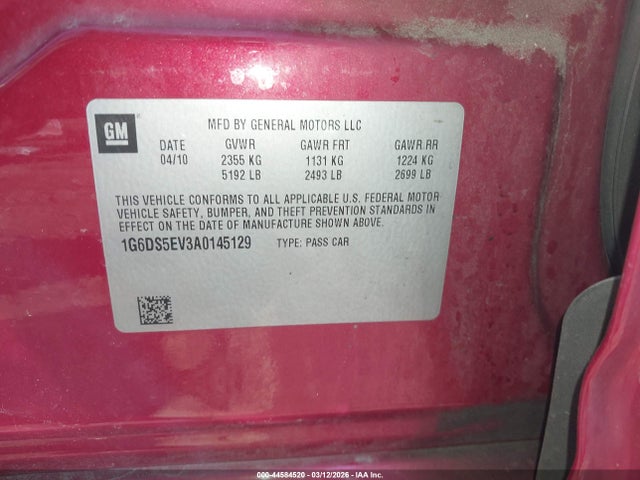 GM
MFD BY GENERAL MOTORS LLC
DATE GVWR GAWR FRT GAWR RR
04/10 2355 KG 1131 KG 1224 KG
5192 LB 2493 LB 2699 LB
THIS VEHICLE CONFORMS TO ALL APPLICABLE U.S. FEDERAL MOTOR
VEHICLE SAFETY, BUMPER, AND THEFT PREVENTION STANDARDS IN
EFFECT ON THE DATE OF MANUFACTURE SHOWN ABOVE.
1G6DS5EV3A0145129 TYPE: PASS CAR
000-44584520 - 03/12/2026 - IAA Inc.